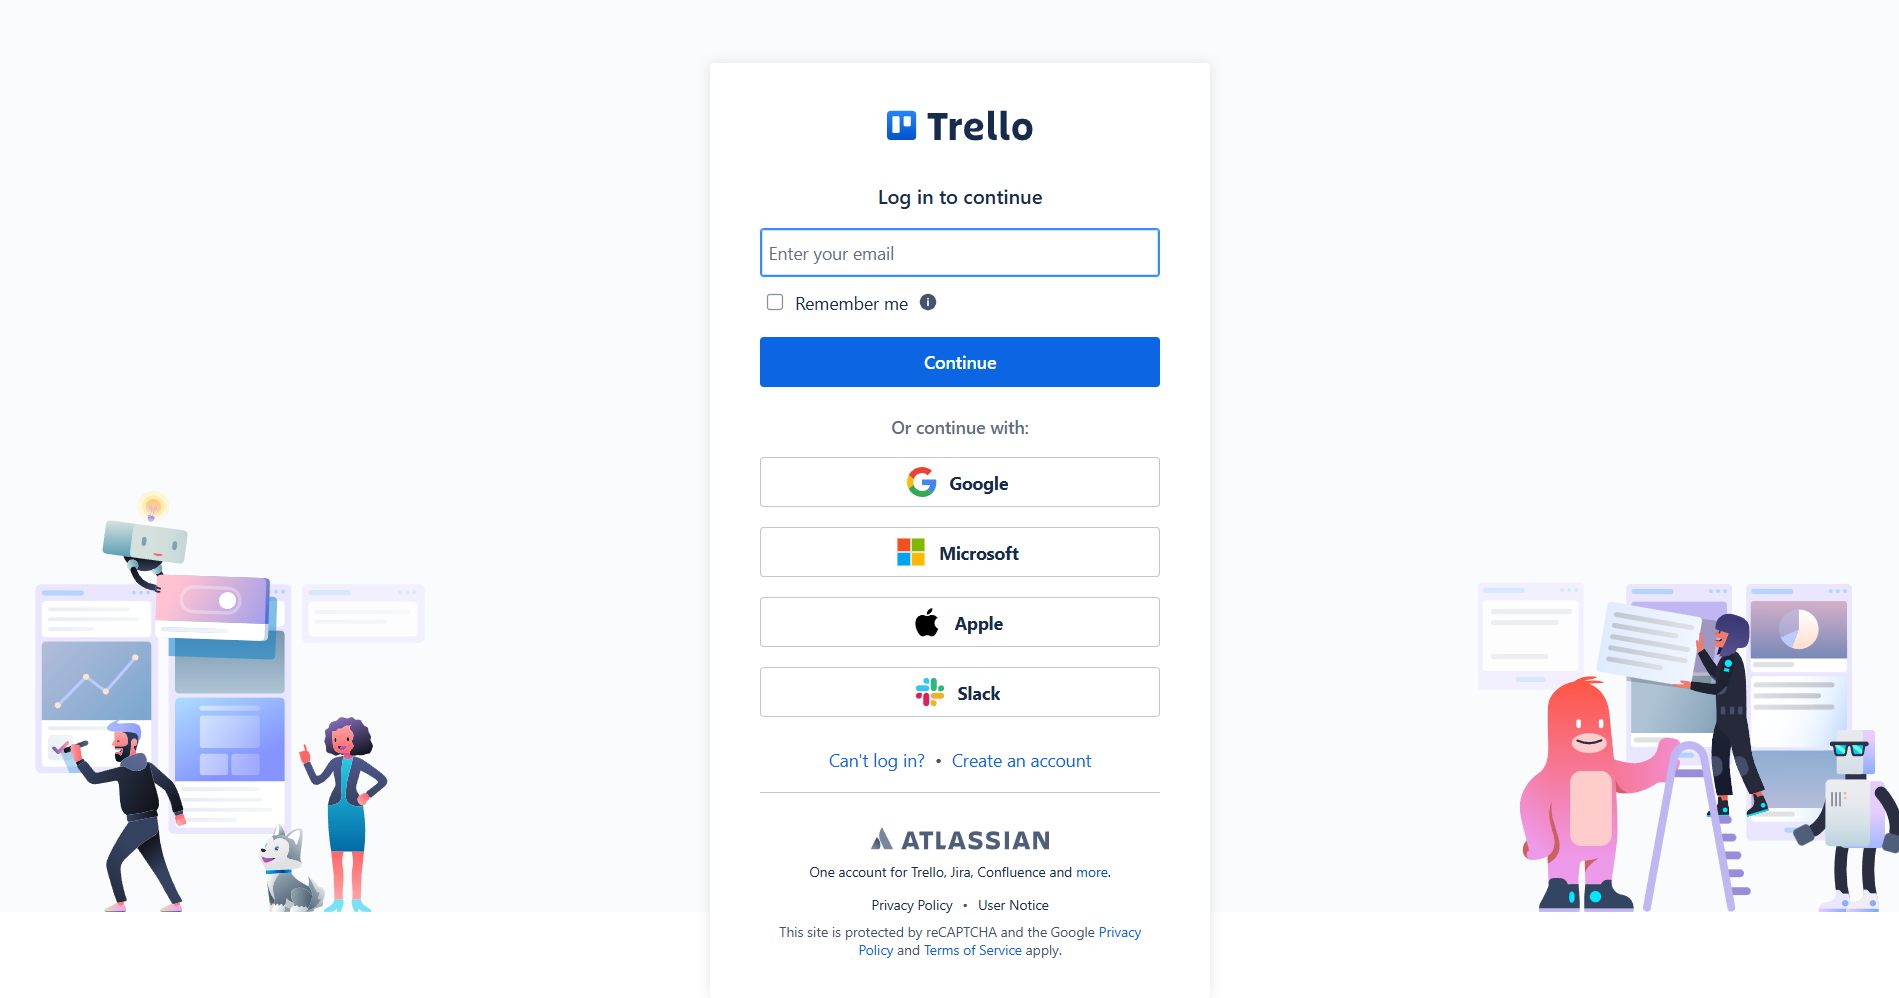 Trello
Log in to continue
Enter your email
Remember me
Continue
Or continue with:
Google
Microsoft
Apple
Slack
Can't log in? • Create an account
ATLASSIAN
One account for Trello, Jira, Confluence and more.
Privacy Policy • User Notice
This site is protected by reCAPTCHA and the Google Privacy
Policy and Terms of Service apply.